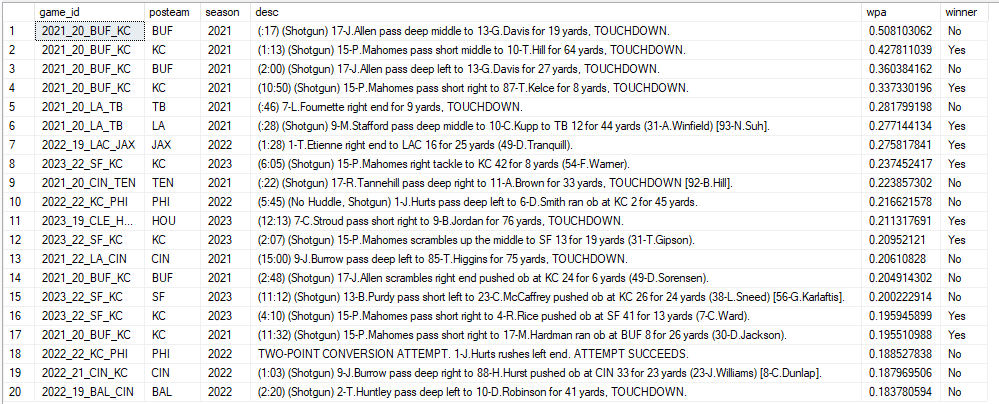 game_id posteam season desc wpa winner
1 2021_20_BUF_KC BUF 2021 (:17) (Shotgun) 17-J.Allen pass deep middle to 13-G.Davis for 19 yards, TOUCHDOWN. 0.508103062 No
2 2021_20_BUF_KC KC 2021 (1:13) (Shotgun) 15-P.Mahomes pass short middle to 10-T.Hill for 64 yards, TOUCHDOWN. 0.427811039 Yes
3 2021_20_BUF_KC BUF 2021 (2:00) (Shotgun) 17-J.Allen pass deep left to 13-G.Davis for 27 yards, TOUCHDOWN. 0.360384162 No
4 2021_20_BUF_KC KC 2021 (10:50) (Shotgun) 15-P.Mahomes pass short right to 87-T.Kelce for 8 yards, TOUCHDOWN. 0.337330196 Yes
5 2021_20_LA_TB TB 2021 (:46) 7-L.Fournette right end for 9 yards, TOUCHDOWN. 0.281799198 No
6 2021_20_LA_TB LA 2021 (:28) (Shotgun) 9-M.Stafford pass deep middle to 10-C.Kupp to TB 12 for 44 yards (31-A.Winfield) [93-N.Suh]. 0.277144134 Yes
7 2022_19_LAC_JAX JAX 2022 (1:28) 1-T.Etienne right end to LAC 16 for 25 yards (49-D.Tranquill). 0.275817841 Yes
8 2023_22_SF_KC KC 2023 (6:05) (Shotgun) 15-P.Mahomes right tackle to KC 42 for 8 yards (54-F.Warner). 0.237452417 Yes
9 2021_20_CIN_TEN TEN 2021 (:22) (Shotgun) 17-R.Tannehill pass deep right to 11-A.Brown for 33 yards, TOUCHDOWN [92-B.Hill]. 0.223857302 No
10 2022_22_KC_PHI PHI 2022 (5:45) (No Huddle, Shotgun) 1-J.Hurts pass deep left to 6-D.Smith ran ob at KC 2 for 45 yards. 0.216621578 No
11 2023_19_CLE_H... HOU 2023 (12:13) 7-C.Stroud pass short right to 9-B.Jordan for 76 yards, TOUCHDOWN. 0.211317691 Yes
12 2023_22_SF_KC KC 2023 (2:07) (Shotgun) 15-P.Mahomes scrambles up the middle to SF 13 for 19 yards (31-T.Gipson). 0.20952121 Yes
13 2021_22_LA_CIN CIN 2021 (15:00) 9-J.Burrow pass deep left to 85-T.Higgins for 75 yards, TOUCHDOWN. 0.20610828 No
14 2021_20_BUF_KC BUF 2021 (2:48) (Shotgun) 17-J.Allen scrambles right end pushed ob at KC 24 for 6 yards (49-D.Sorensen). 0.204914302 No
15 2023_22_SF_KC SF 2023 (11:12) (Shotgun) 13-B.Purdy pass short left to 23-C.McCaffrey pushed ob at KC 26 for 24 yards (38-L.Sneed) [56-G.Karlaftis]. 0.200222914 No
16 2023_22_SF_KC KC 2023 (4:10) (Shotgun) 15-P.Mahomes pass short right to 4-R.Rice pushed ob at SF 41 for 13 yards (7-C.Ward). 0.195945899 Yes
17 2021_20_BUF_KC KC 2021 (11:32) (Shotgun) 15-P.Mahomes pass short right to 17-M.Hardman ran ob at BUF 8 for 26 yards (30-D.Jackson). 0.195510988 Yes
18 2022_22_KC_PHI PHI 2022 TWO-POINT CONVERSION ATTEMPT. 1-J.Hurts rushes left end. ATTEMPT SUCCEEDS. 0.188527838 No
19 2022_21_CIN_KC CIN 2022 (1:03) (Shotgun) 9-J.Burrow pass deep right to 88-H.Hurst pushed ob at CIN 33 for 23 yards (23-J.Williams) [8-C.Dunlap]. 0.187969506 No
20 2022_19_BAL_CIN BAL 2022 (2:20) (Shotgun) 2-T.Huntley pass deep left to 10-D.Robinson for 41 yards, TOUCHDOWN. 0.183780594 No